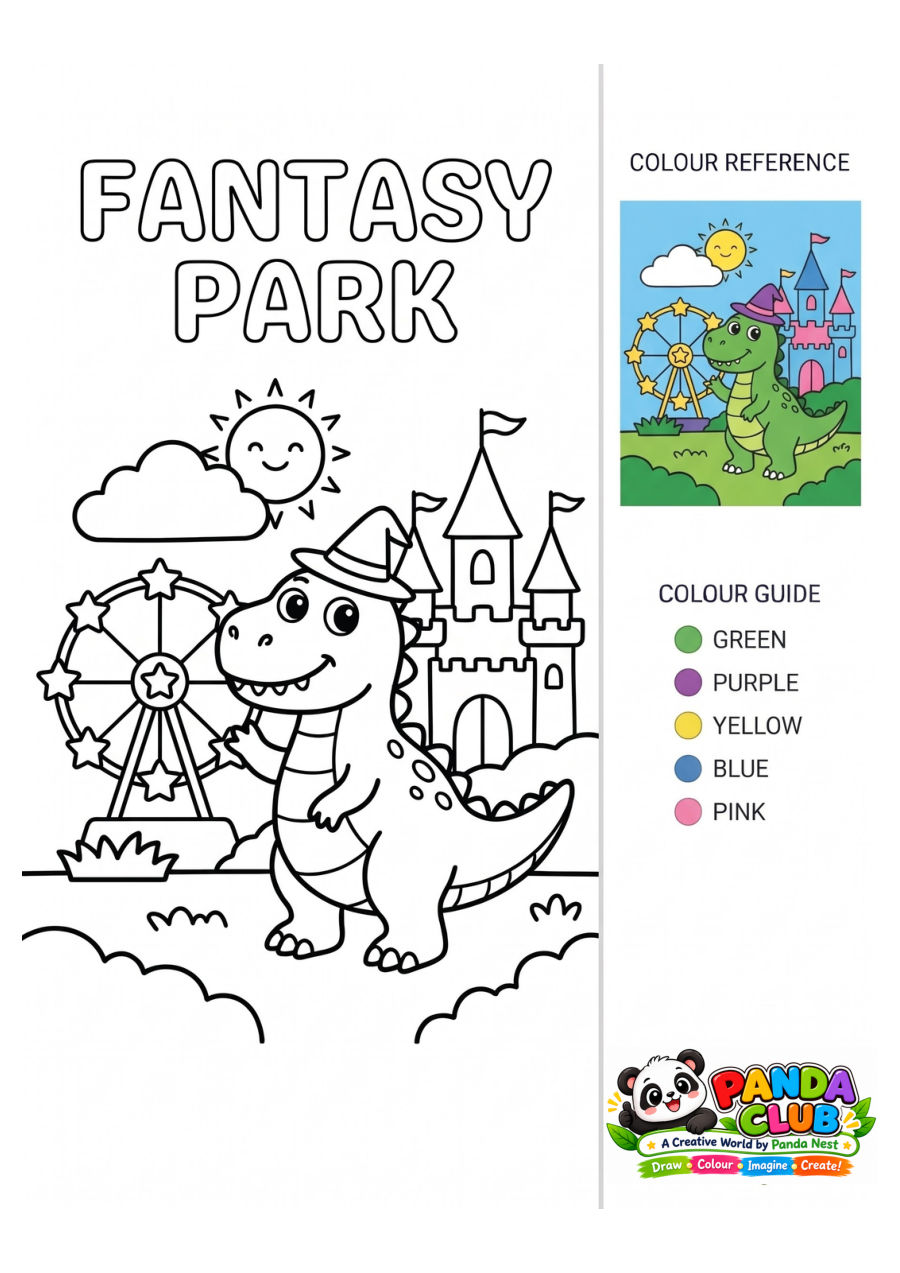 FANTASY
PARK
COLOUR REFERENCE
COLOUR GUIDE
GREEN
PURPLE
YELLOW
BLUE
PINK
PANDA
CLUB
A Creative World by Panda Nest
Draw • Colour • Imagine • Create!